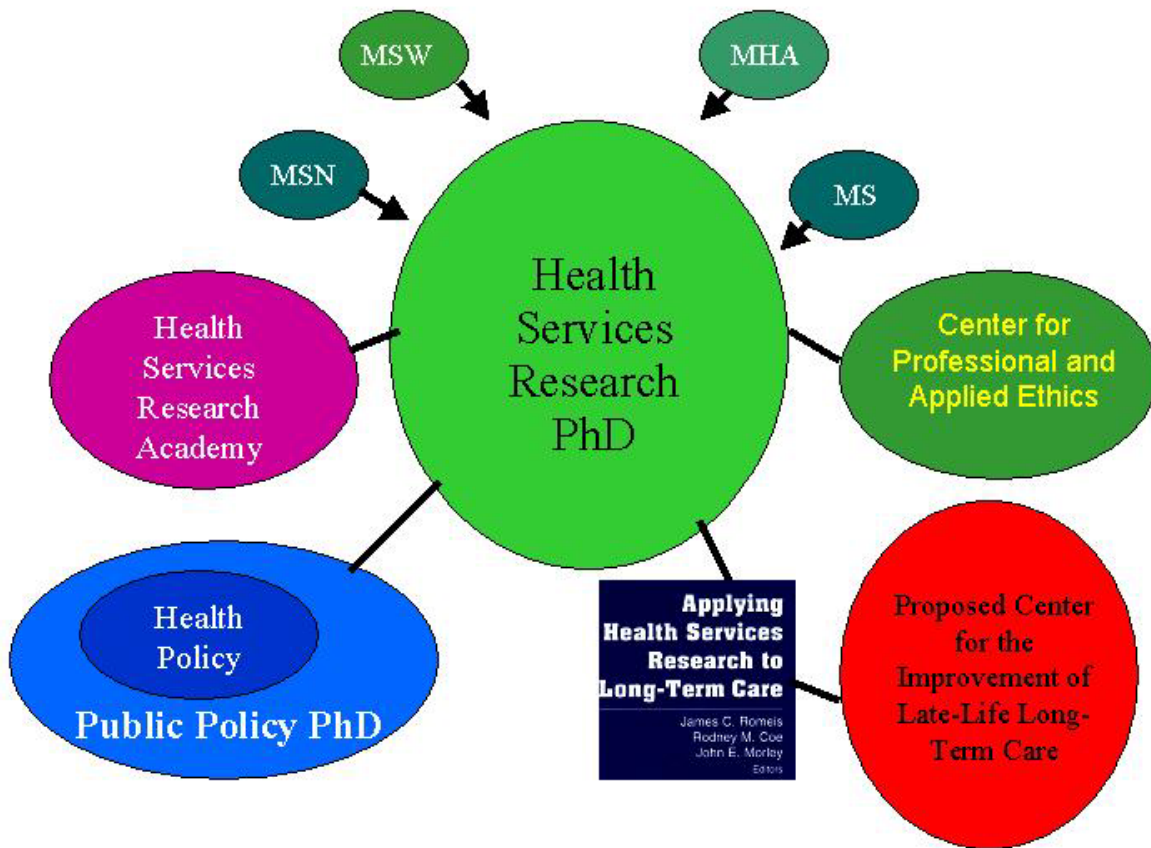 MSW
MHA
MSN
MS
Health
Services
Research
PhD
Health
Services
Research
Academy
Center for
Professional and
Applied Ethics
Health
Policy
Public Policy PhD
Applying
Health Services
Research to
Long-Term Care
James C. Romeis
Rodney M. Coe
John E. Morley
Editors
Proposed Center
for the
Improvement of
Late-Life Long-
Term Care